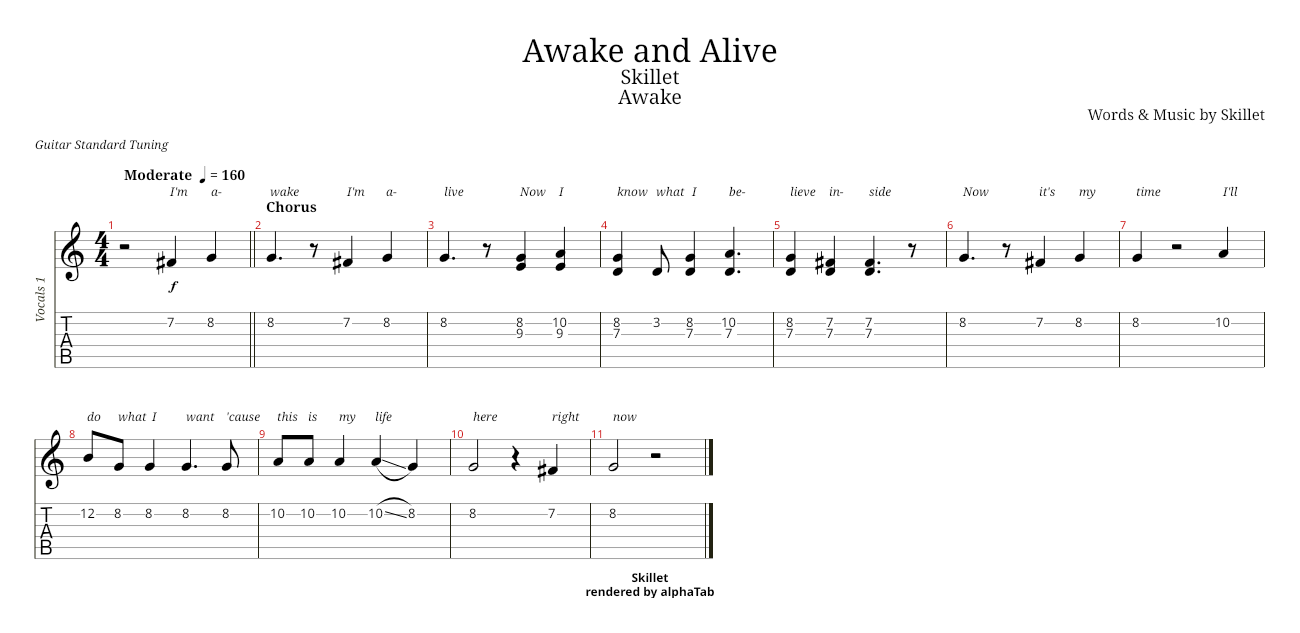 Awake and Alive
Skillet
Awake
Words & Music by Skillet
Guitar Standard Tuning
Moderate = 160
I'm a- wake I'm a- live Now I know what I be- lieve in- side Now it's my time I'll
Chorus
1 2 3 4 5 6 7
4
4
f
Vocals 1
T 7 8 8 7 8 8 8 10 8 3 8 10 8 7 7 8 7 8 8 10
A 9 9 7 7 7 7 7 7
B
do what I want 'cause this is my life here right now
8 9 10 11
T 12 8 8 8 8 10 10 10 10 8 8 7 8
A
B
Skillet
rendered by alphaTab